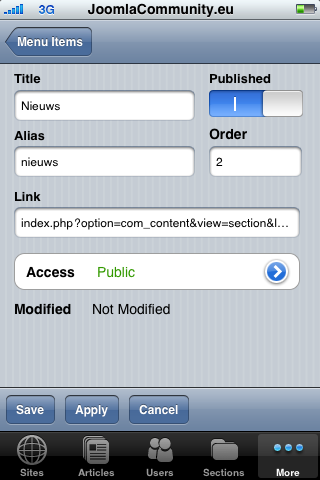 3G JoomlaCommunity.eu
Menu Items
Title Published
Nieuws
Alias Order
nieuws 2
Link
index.php?option=com_content&view=section&l...
Access Public
Modified Not Modified
Save Apply Cancel
Sites Articles Users Sections More